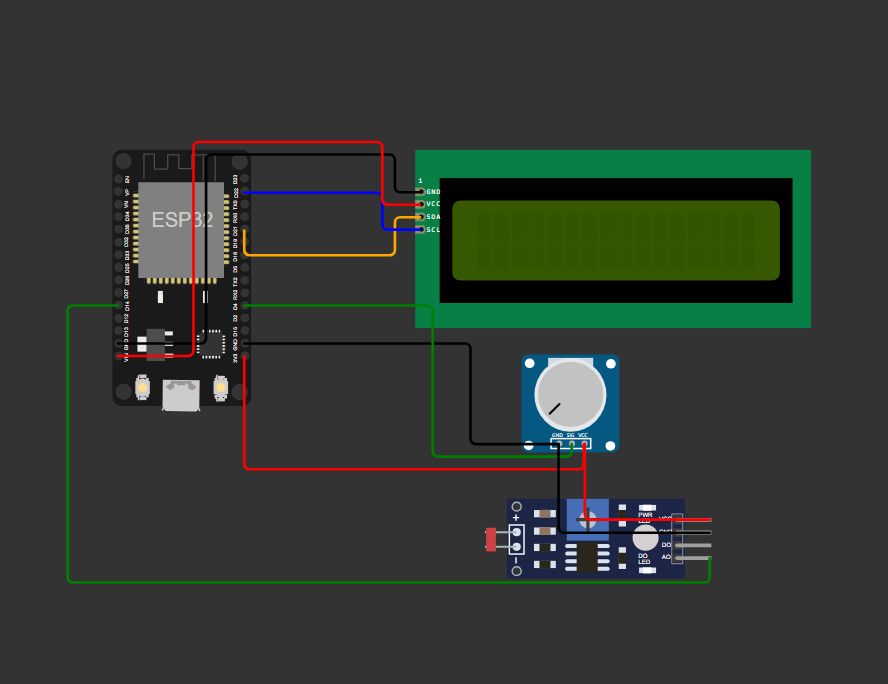 ESP32
EN
VP
VN
D34
D35
D32
D33
D25
D26
D27
D14
D12
D13
GND
VIN
D23
D22
TX0
RX0
D21
D19
D18
D5
TX2
RX2
D4
D2
D15
GND
3V3
1
GND
VCC
SDA
SCL
GND SIG VCC
+
−
PWR
LED
DO
LED
DO
AO